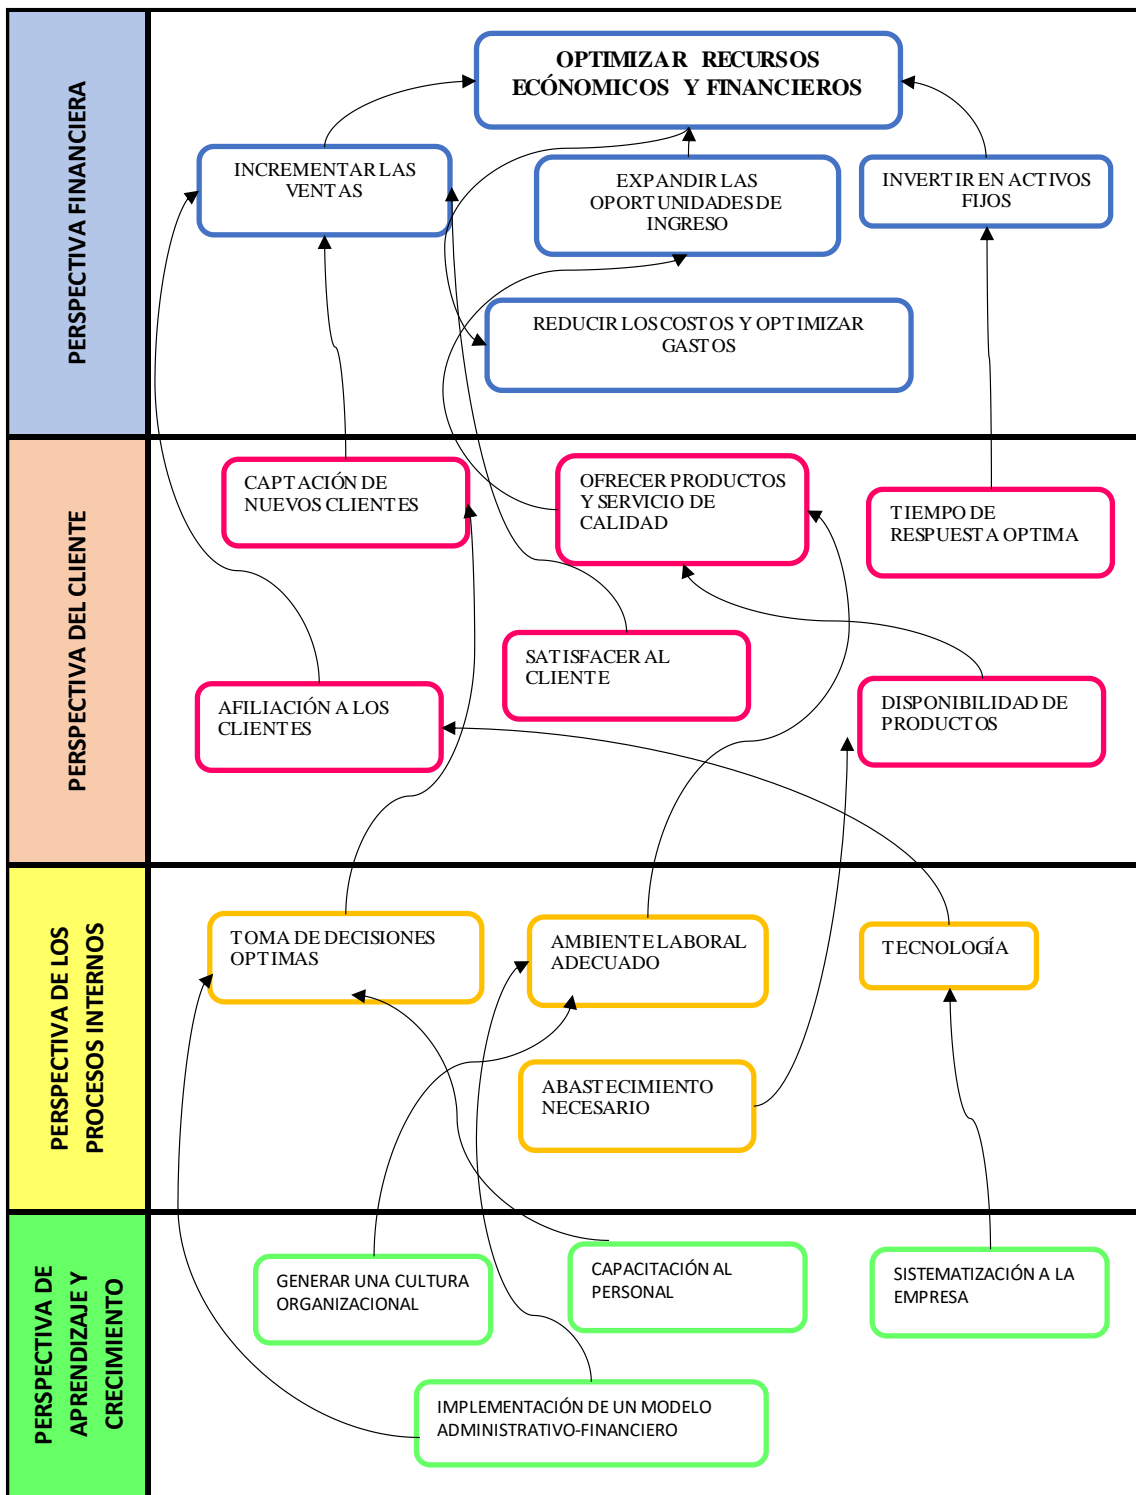 PERSPECTIVA FINANCIERA
OPTIMIZAR RECURSOS
ECÓNOMICOS Y FINANCIEROS
INCREMENTAR LAS
VENTAS
EXPANDIR LAS
OPORTUNIDADES DE
INGRESO
INVERTIR EN ACTIVOS
FIJOS
REDUCIR LOS COSTOS Y OPTIMIZAR
GASTOS
PERSPECTIVA DEL CLIENTE
CAPTACIÓN DE
NUEVOS CLIENTES
OFRECER PRODUCTOS
Y SERVICIO DE
CALIDAD
TIEMPO DE
RESPUESTA OPTIMA
SATISFACER AL
CLIENTE
AFILIACIÓN A LOS
CLIENTES
DISPONIBILIDAD DE
PRODUCTOS
PERSPECTIVA DE LOS
PROCESOS INTERNOS
TOMA DE DECISIONES
OPTIMAS
AMBIENTE LABORAL
ADECUADO
TECNOLOGÍA
ABASTECIMIENTO
NECESARIO
PERSPECTIVA DE
APRENDIZAJE Y
CRECIMIENTO
GENERAR UNA CULTURA
ORGANIZACIONAL
CAPACITACIÓN AL
PERSONAL
SISTEMATIZACIÓN A LA
EMPRESA
IMPLEMENTACIÓN DE UN MODELO
ADMINISTRATIVO-FINANCIERO